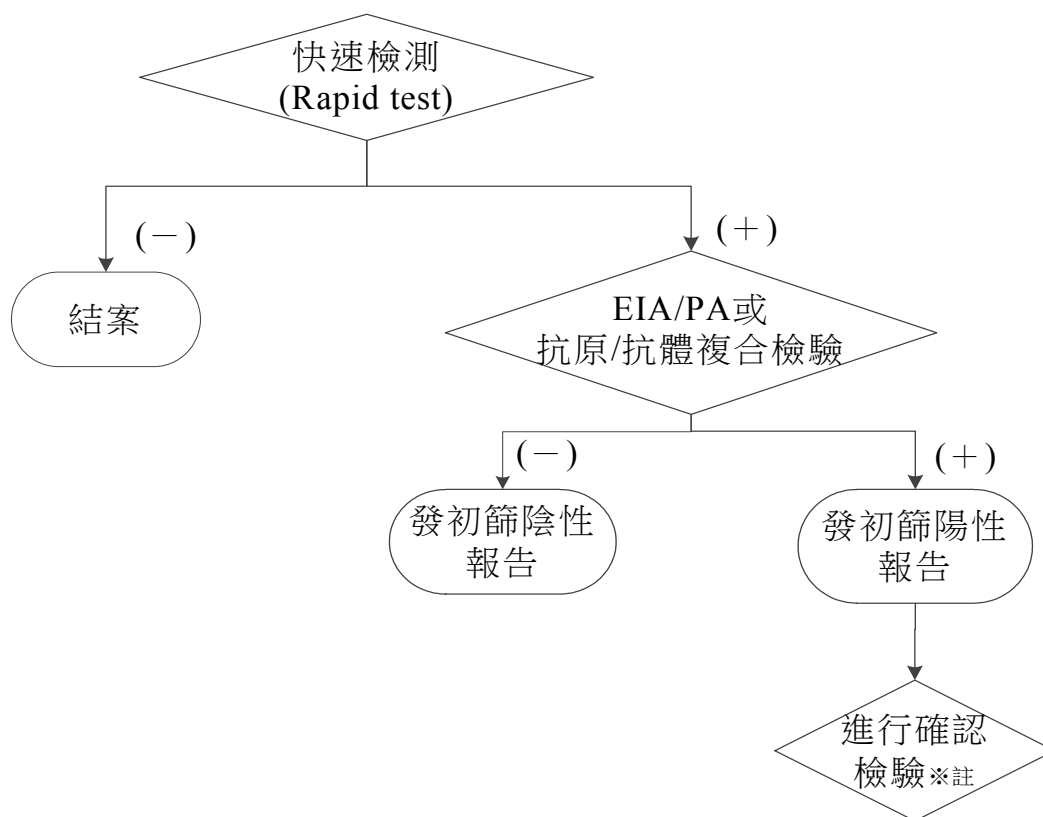 快速檢測
(Rapid test)
(－)
(＋)
結案
EIA/PA或
抗原/抗體複合檢驗
(－)
(＋)
發初篩陰性
報告
發初篩陽性
報告
進行確認
檢驗※註